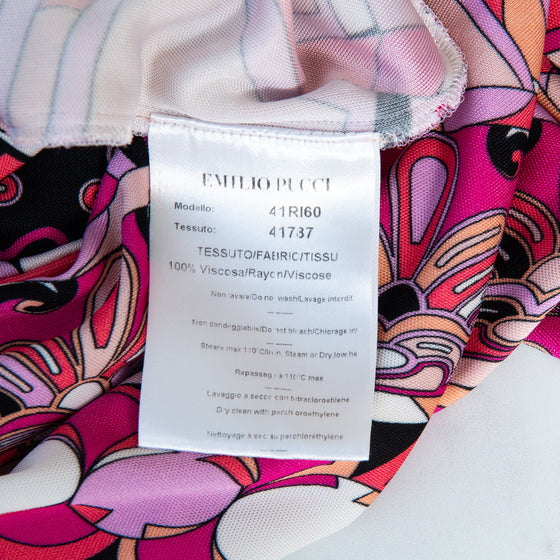 EMILIO PUCCI
Modello: 41RI60
Tessuto: 41787
TESSUTO/FABRIC/TISSU
100% Viscosa/Rayon/Viscose
Non lavare/Do not wash/Lavage interdit
Non candeggiabile/Do not bleach/Chlorage int
Stirare max 110°C/Iron, Steam or Dry, low he
Repassage à 110°C max
Lavaggio a secco con tetracloroetilene
Dry clean with perchloroethylene
Nettoyage à sec au perchloréthylène